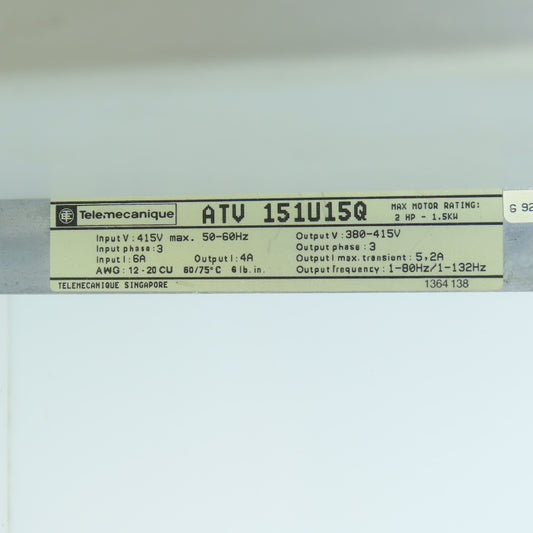 Telemecanique ATV 151U15Q MAX MOTOR RATING:
2 HP - 1.5KW
G 92
Input V : 415V max. 50-60Hz Output V : 380-415V
Input phase : 3 Output phase : 3
Input I : 6A Output I : 4A Output I max. transient : 5,2A
AWG : 12 - 20 CU 60/75°C 6 lb. in. Output frequency : 1-80Hz/1-132Hz
TELEMECANIQUE SINGAPORE 1364 138